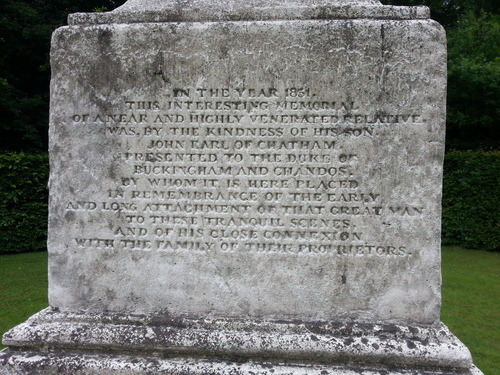 IN THE YEAR 1831.
THIS INTERESTING MEMORIAL
OF A NEAR AND HIGHLY VENERATED RELATIVE.
WAS, BY THE KINDNESS OF HIS SON.
JOHN EARL OF CHATHAM.
PRESENTED TO THE DUKE OF
BUCKINGHAM AND CHANDOS.
BY WHOM IT IS HERE PLACED
IN REMEMBRANCE OF THE EARLY
AND LONG ATTACHMENT OF THAT GREAT MAN
TO THESE TRANQUIL SCENES.
AND OF HIS CLOSE CONNEXION
WITH THE FAMILY OF THEIR PROPRIETORS.